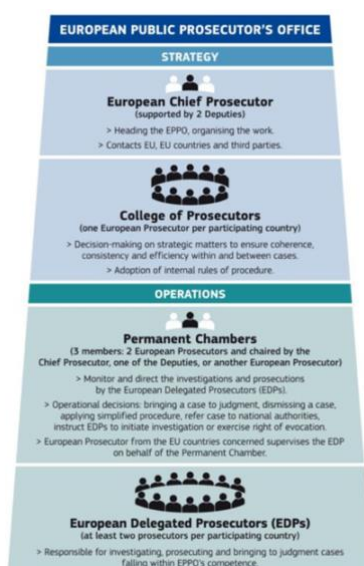 EUROPEAN PUBLIC PROSECUTOR'S OFFICE
STRATEGY
European Chief Prosecutor
(supported by 2 Deputies)
> Heading the EPPO, organising the work.
> Contacts EU, EU countries and third parties.
College of Prosecutors
(one European Prosecutor per participating country)
> Decision-making on strategic matters to ensure coherence,
consistency and efficiency within and between cases.
> Adoption of internal rules of procedure.
OPERATIONS
Permanent Chambers
(3 members: 2 European Prosecutors and chaired by the
Chief Prosecutor, one of the Deputies, or another European Prosecutor)
> Monitor and direct the investigations and prosecutions
by the European Delegated Prosecutors (EDPs).
> Operational decisions: bringing a case to judgment, dismissing a case,
applying simplified procedure, refer case to national authorities,
instruct EDPs to initiate investigation or exercise right of evocation.
> European Prosecutor from the EU countries concerned supervises the EDP
on behalf of the Permanent Chamber.
European Delegated Prosecutors (EDPs)
(at least two prosecutors per participating country)
> Responsible for investigating, prosecuting and bringing to judgment cases
falling within EPPO's competence.